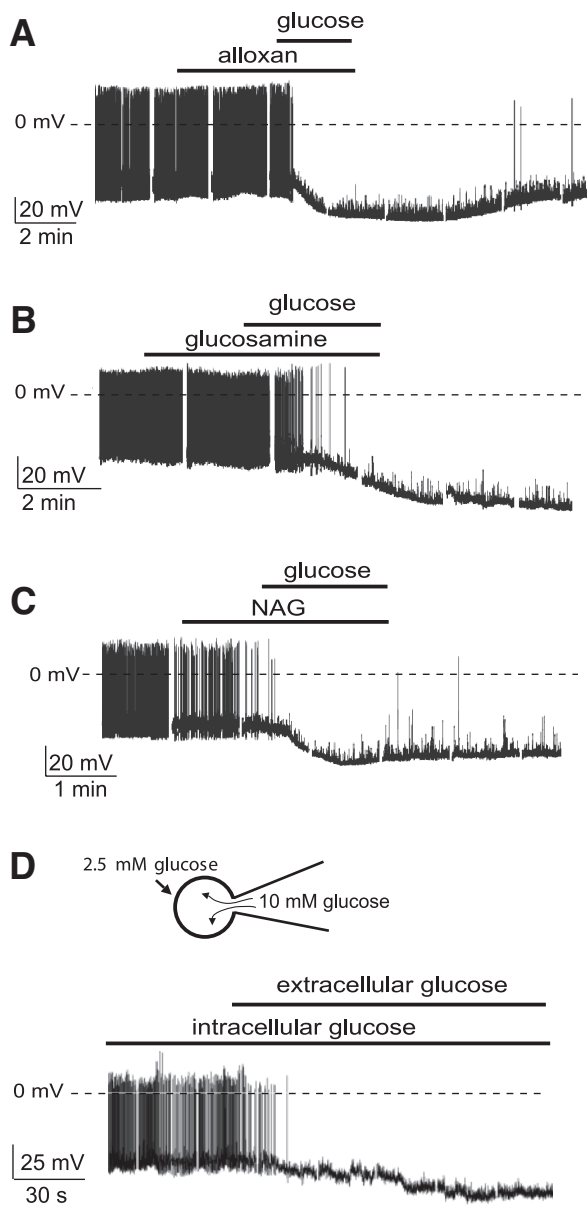 A
glucose
alloxan
0 mV
20 mV
2 min
B
glucose
glucosamine
0 mV
20 mV
2 min
C
glucose
NAG
0 mV
20 mV
1 min
D
2.5 mM glucose
10 mM glucose
extracellular glucose
intracellular glucose
0 mV
25 mV
30 s